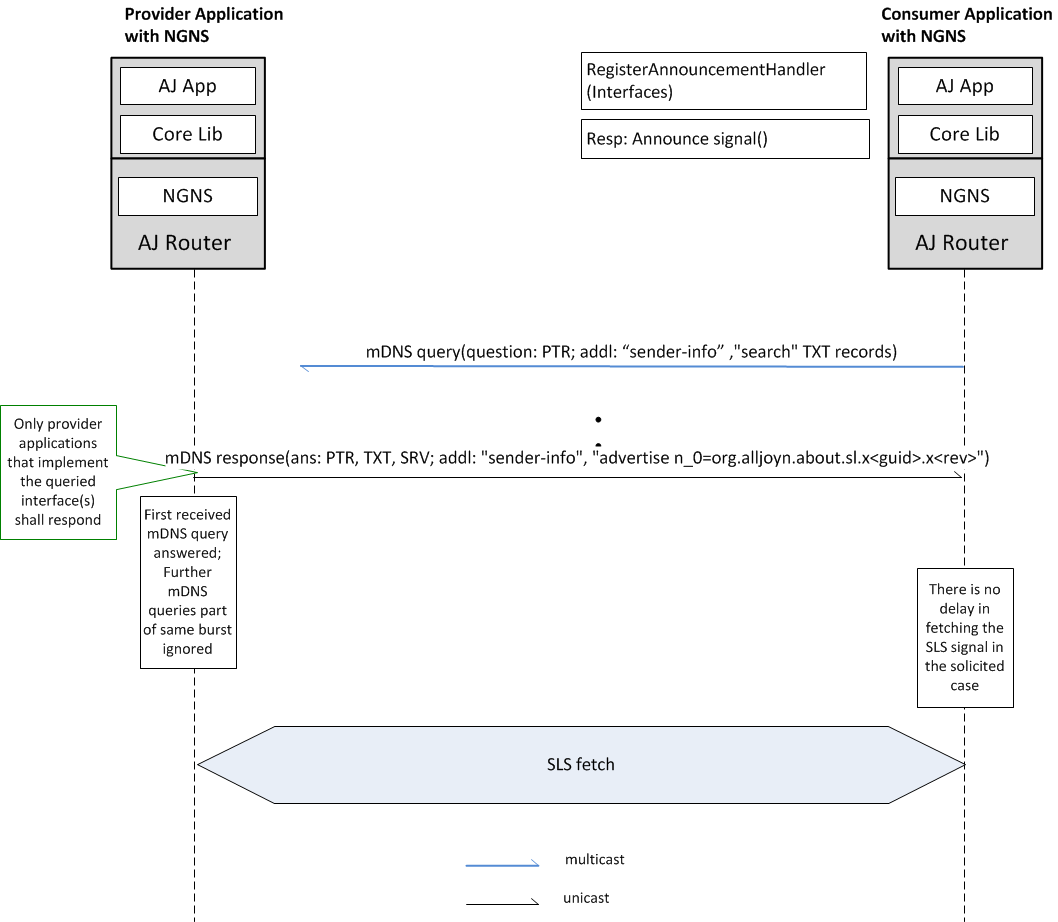 Provider Application
with NGNS
Consumer Application
with NGNS
AJ App
Core Lib
NGNS
AJ Router
RegisterAnnouncementHandler
(Interfaces)
Resp: Announce signal()
AJ App
Core Lib
NGNS
AJ Router
mDNS query(question: PTR; addl: “sender-info” ,"search" TXT records)
Only provider
applications
that implement
the queried
interface(s)
shall respond
mDNS response(ans: PTR, TXT, SRV; addl: "sender-info", "advertise n_0=org.alljoyn.about.sl.x<guid>.x<rev>")
First received
mDNS query
answered;
Further
mDNS
queries part
of same burst
ignored
There is no
delay in
fetching the
SLS signal in
the solicited
case
SLS fetch
multicast
unicast